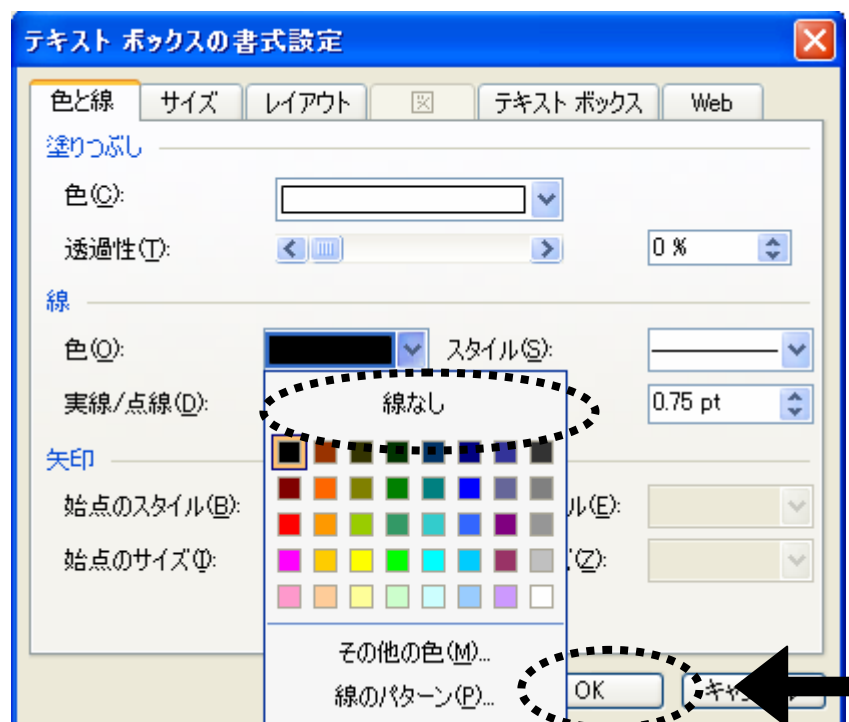 テキスト ボックスの書式設定
色と線 サイズ レイアウト 図 テキスト ボックス Web
塗りつぶし
色(C):
透過性(T): 0 %
線
色(O): スタイル(S):
実線/点線(D): 線なし 0.75 pt
矢印
始点のスタイル(B): ル(E):
始点のサイズ(I): ズ(Z):
その他の色(M)...
線のパターン(P)...
OK キャ